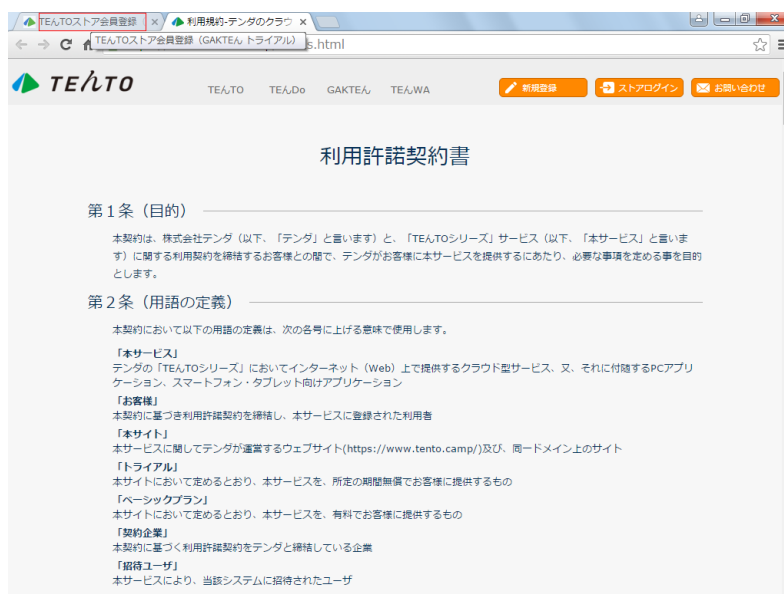 TEんTOストア会員登録
利用規約-テンダのクラウ
TEんTOストア会員登録（GAKTEん トライアル）
s.html
TEんTO
TEんTO TEんDo GAKTEん TEんWA
新規登録 ストアログイン お問い合わせ
利用許諾契約書
第1条（目的）
本契約は、株式会社テンダ（以下、「テンダ」と言います）と、「TEんTOシリーズ」サービス（以下、「本サービス」と言いま
す）に関する利用契約を締結するお客様との間で、テンダがお客様に本サービスを提供するにあたり、必要な事項を定める事を目的
とします。
第2条（用語の定義）
本契約において以下の用語の定義は、次の各号に上げる意味で使用します。
「本サービス」
テンダの「TEんTOシリーズ」においてインターネット（Web）上で提供するクラウド型サービス、又、それに付随するPCアプリ
ケーション、スマートフォン・タブレット向けアプリケーション
「お客様」
本契約に基づき利用許諾契約を締結し、本サービスに登録された利用者
「本サイト」
本サービスに関してテンダが運営するウェブサイト(https://www.tento.camp/)及び、同一ドメイン上のサイト
「トライアル」
本サイトにおいて定めるとおり、本サービスを、所定の期間無償でお客様に提供するもの
「ベーシックプラン」
本サイトにおいて定めるとおり、本サービスを、有料でお客様に提供するもの
「契約企業」
本契約に基づく利用許諾契約をテンダと締結している企業
「招待ユーザ」
本サービスにより、当該システムに招待されたユーザ